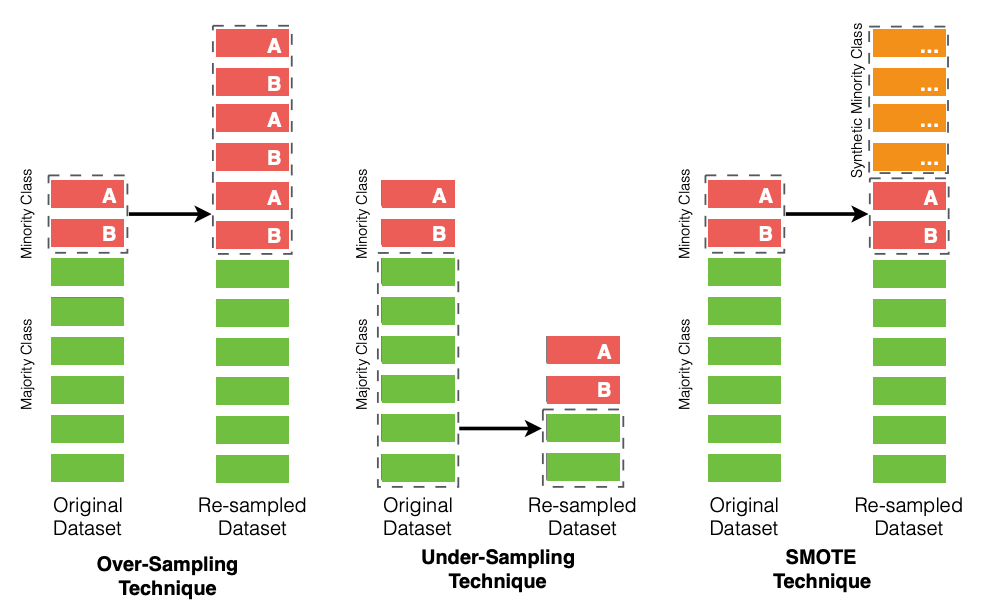 Minority Class
Majority Class
A
B
A
B
A
B
A
B
Original
Dataset
Re-sampled
Dataset
Over-Sampling
Technique
Minority Class
Majority Class
A
B
A
B
Original
Dataset
Re-sampled
Dataset
Under-Sampling
Technique
Minority Class
Majority Class
A
B
Synthetic Minority Class
...
...
...
...
A
B
Original
Dataset
Re-sampled
Dataset
SMOTE
Technique